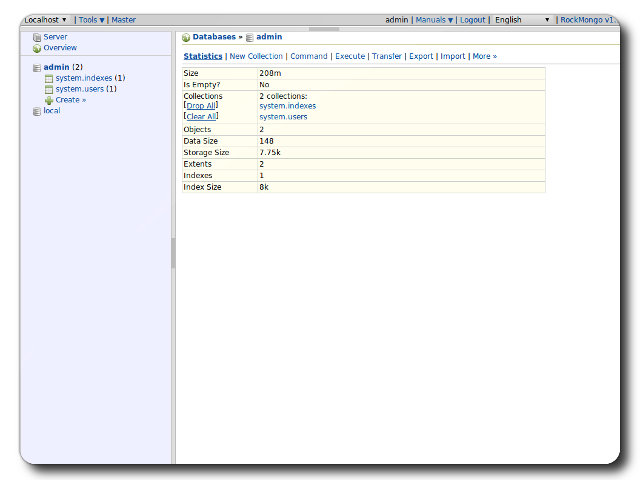 Localhost ▼ | Tools ▼ | Master admin | Manuals ▼ | Logout | English ▼ | RockMongo v1...
Server
Overview
admin (2)
system.indexes (1)
system.users (1)
Create »
local
Databases » admin
Statistics | New Collection | Command | Execute | Transfer | Export | Import | More »
Size 208m
Is Empty? No
Collections 2 collections:
[Drop All] system.indexes
[Clear All] system.users
Objects 2
Data Size 148
Storage Size 7.75k
Extents 2
Indexes 1
Index Size 8k